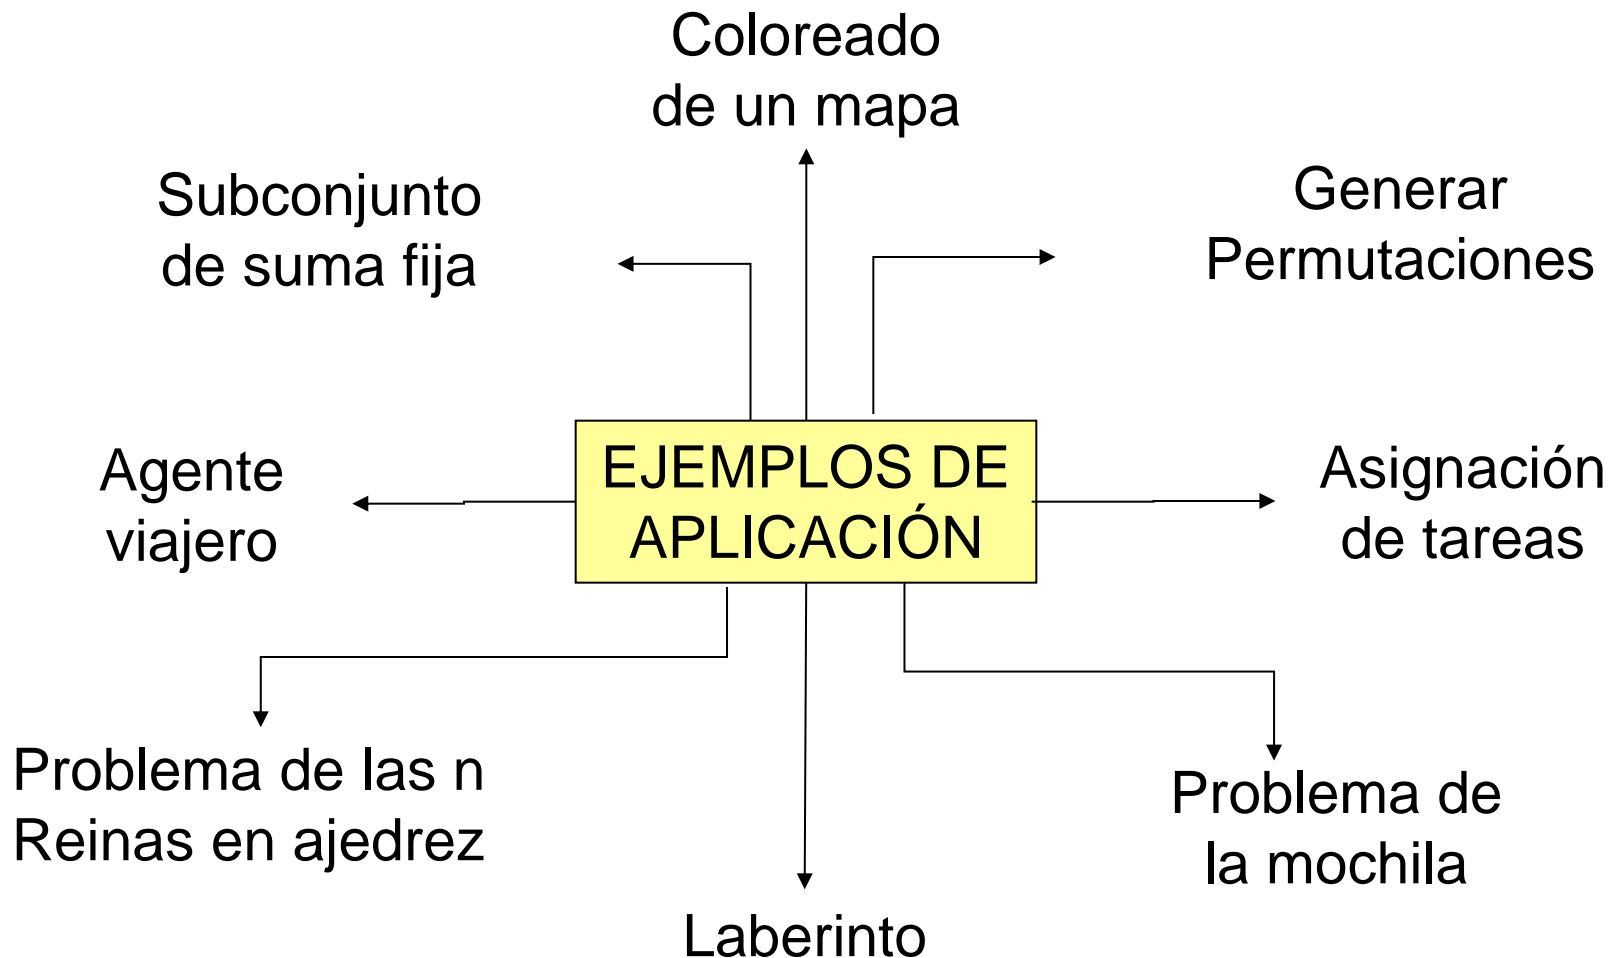 Coloreado
de un mapa
Subconjunto
de suma fija
Generar
Permutaciones
Agente
viajero
EJEMPLOS DE
APLICACIÓN
Asignación
de tareas
Problema de las n
Reinas en ajedrez
Problema de
la mochila
Laberinto